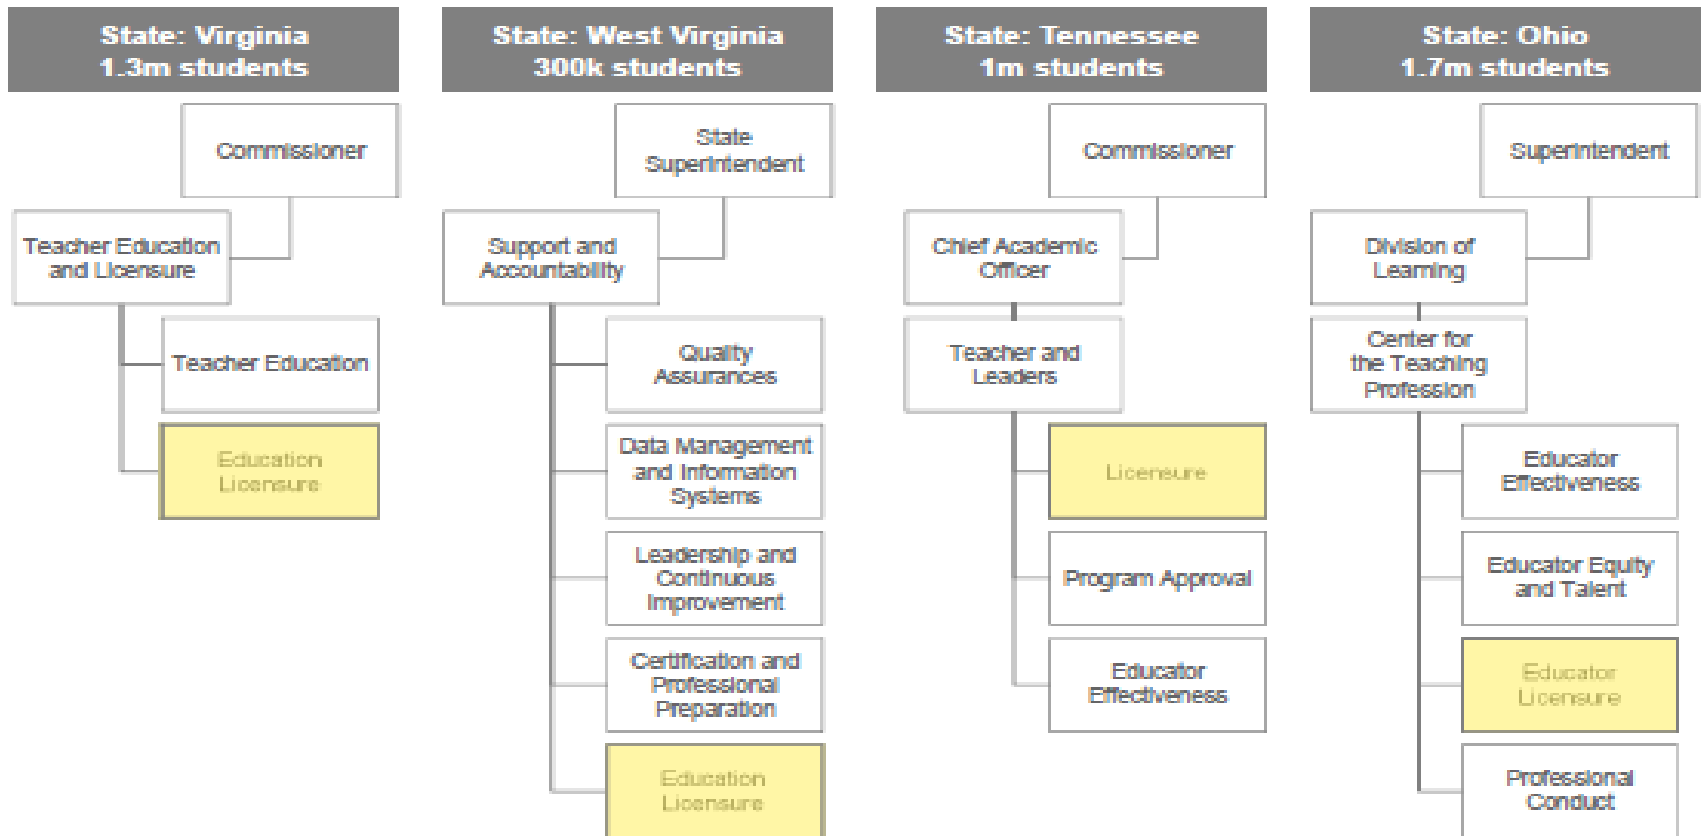 State: Virginia
1.3m students
Commissioner
Teacher Education
and Licensure
Teacher Education
Education
Licensure
State: West Virginia
300k students
State
Superintendent
Support and
Accountability
Quality
Assurances
Data Management
and Information
Systems
Leadership and
Continuous
Improvement
Certification and
Professional
Preparation
Education
Licensure
State: Tennessee
1m students
Commissioner
Chief Academic
Officer
Teacher and
Leaders
Licensure
Program Approval
Educator
Effectiveness
State: Ohio
1.7m students
Superintendent
Division of
Learning
Center for
the Teaching
Profession
Educator
Effectiveness
Educator Equity
and Talent
Educator
Licensure
Professional
Conduct